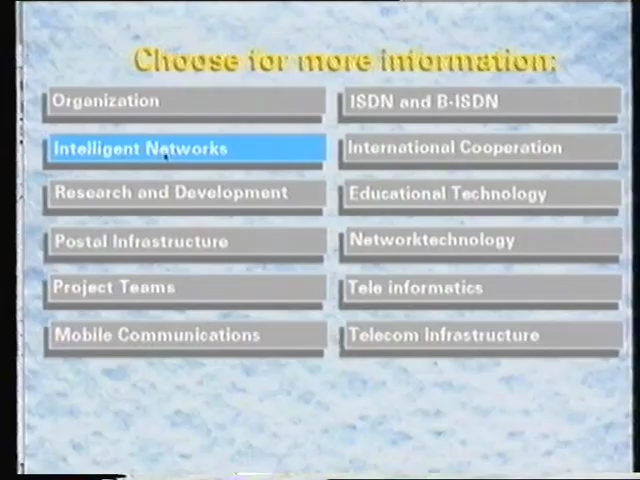 Choose for more information:
Organization
ISDN and B-ISDN
Intelligent Networks
International Cooperation
Research and Development
Educational Technology
Postal Infrastructure
Networktechnology
Project Teams
Tele informatics
Mobile Communications
Telecom Infrastructure